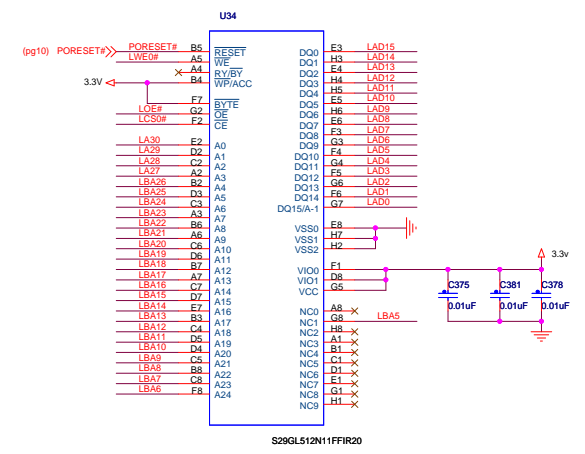 U34
(pg10) PORESET# PORESET# B5 RESET
LWE0# A5 WE
A4 RY/BY
3.3V B4 WP/ACC
F7 BYTE
LOE# G2 OE
LCS0# F2 CE
LA30 E2 A0
LA29 D2 A1
LA28 C2 A2
LA27 A2 A3
LBA26 B2 A4
LBA25 D3 A5
LBA24 C3 A6
LBA23 A3 A7
LBA22 B6 A8
LBA21 A6 A9
LBA20 C6 A10
LBA19 D6 A11
LBA18 B7 A12
LBA17 A7 A13
LBA16 C7 A14
LBA15 D7 A15
LBA14 E7 A16
LBA13 B3 A17
LBA12 C4 A18
LBA11 D5 A19
LBA10 D4 A20
LBA9 C5 A21
LBA8 B8 A22
LBA7 C8 A23
LBA6 F8 A24
DQ0 E3 LAD15
DQ1 H3 LAD14
DQ2 E4 LAD13
DQ3 H4 LAD12
DQ4 H5 LAD11
DQ5 E5 LAD10
DQ6 H6 LAD9
DQ7 E6 LAD8
DQ8 F3 LAD7
DQ9 G3 LAD6
DQ10 F4 LAD5
DQ11 G4 LAD4
DQ12 F5 LAD3
DQ13 G6 LAD2
DQ14 F6 LAD1
DQ15/A-1 G7 LAD0
VSS0 E8
VSS1 H7
VSS2 H2
VIO0 F1
VIO1 D8
VCC G5
NC0 A8
NC1 G8 LBA5
NC2 H8
NC3 A1
NC4 B1
NC5 C1
NC6 D1
NC7 E1
NC8 G1
NC9 H1
3.3v
C375 C381 C378
0.01uF 0.01uF 0.01uF
S29GL512N11FFIR20